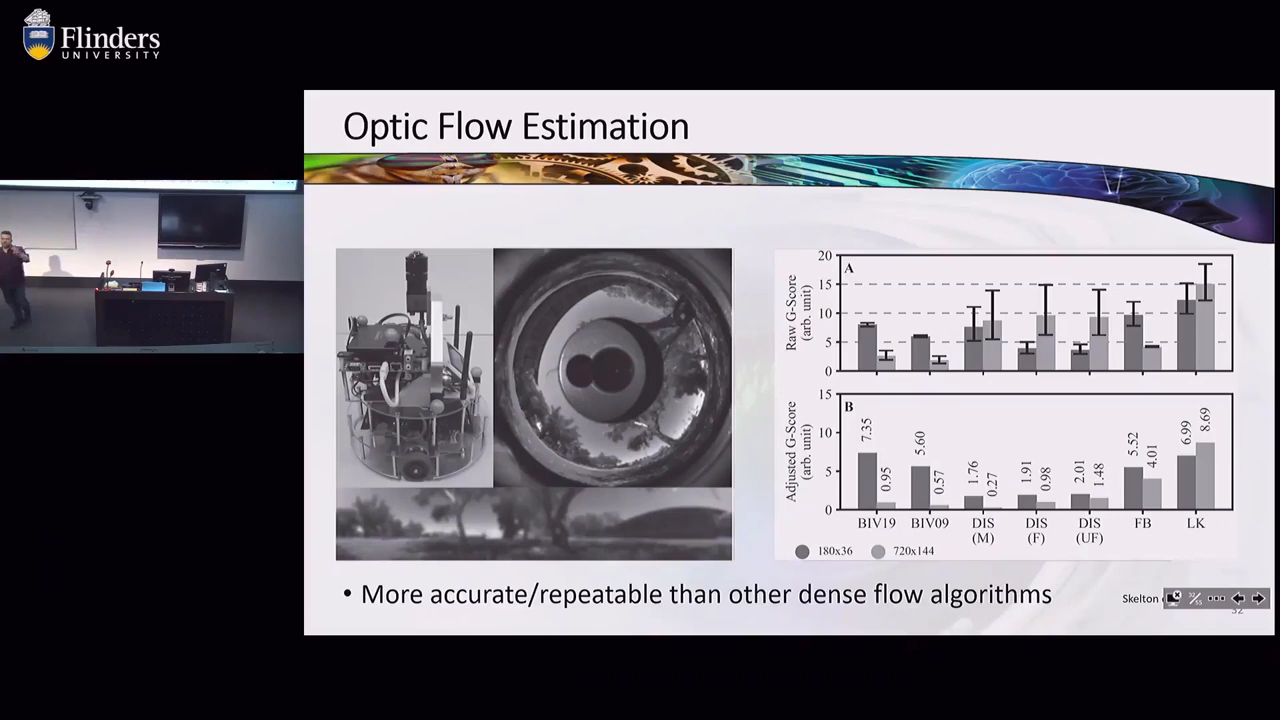 Flinders
UNIVERSITY
Optic Flow Estimation
A
Raw G-Score
(arb. unit)
20
15
10
5
0
B
Adjusted G-Score
(arb. unit)
15
10
5
0
7.35
0.95
5.60
0.57
1.76
0.27
1.91
0.98
2.01
1.48
5.52
4.01
6.99
8.69
BIV19
BIV09
DIS
(M)
DIS
(F)
DIS
(UF)
FB
LK
180x36
720x144
• More accurate/repeatable than other dense flow algorithms
Skelton
32/55
32